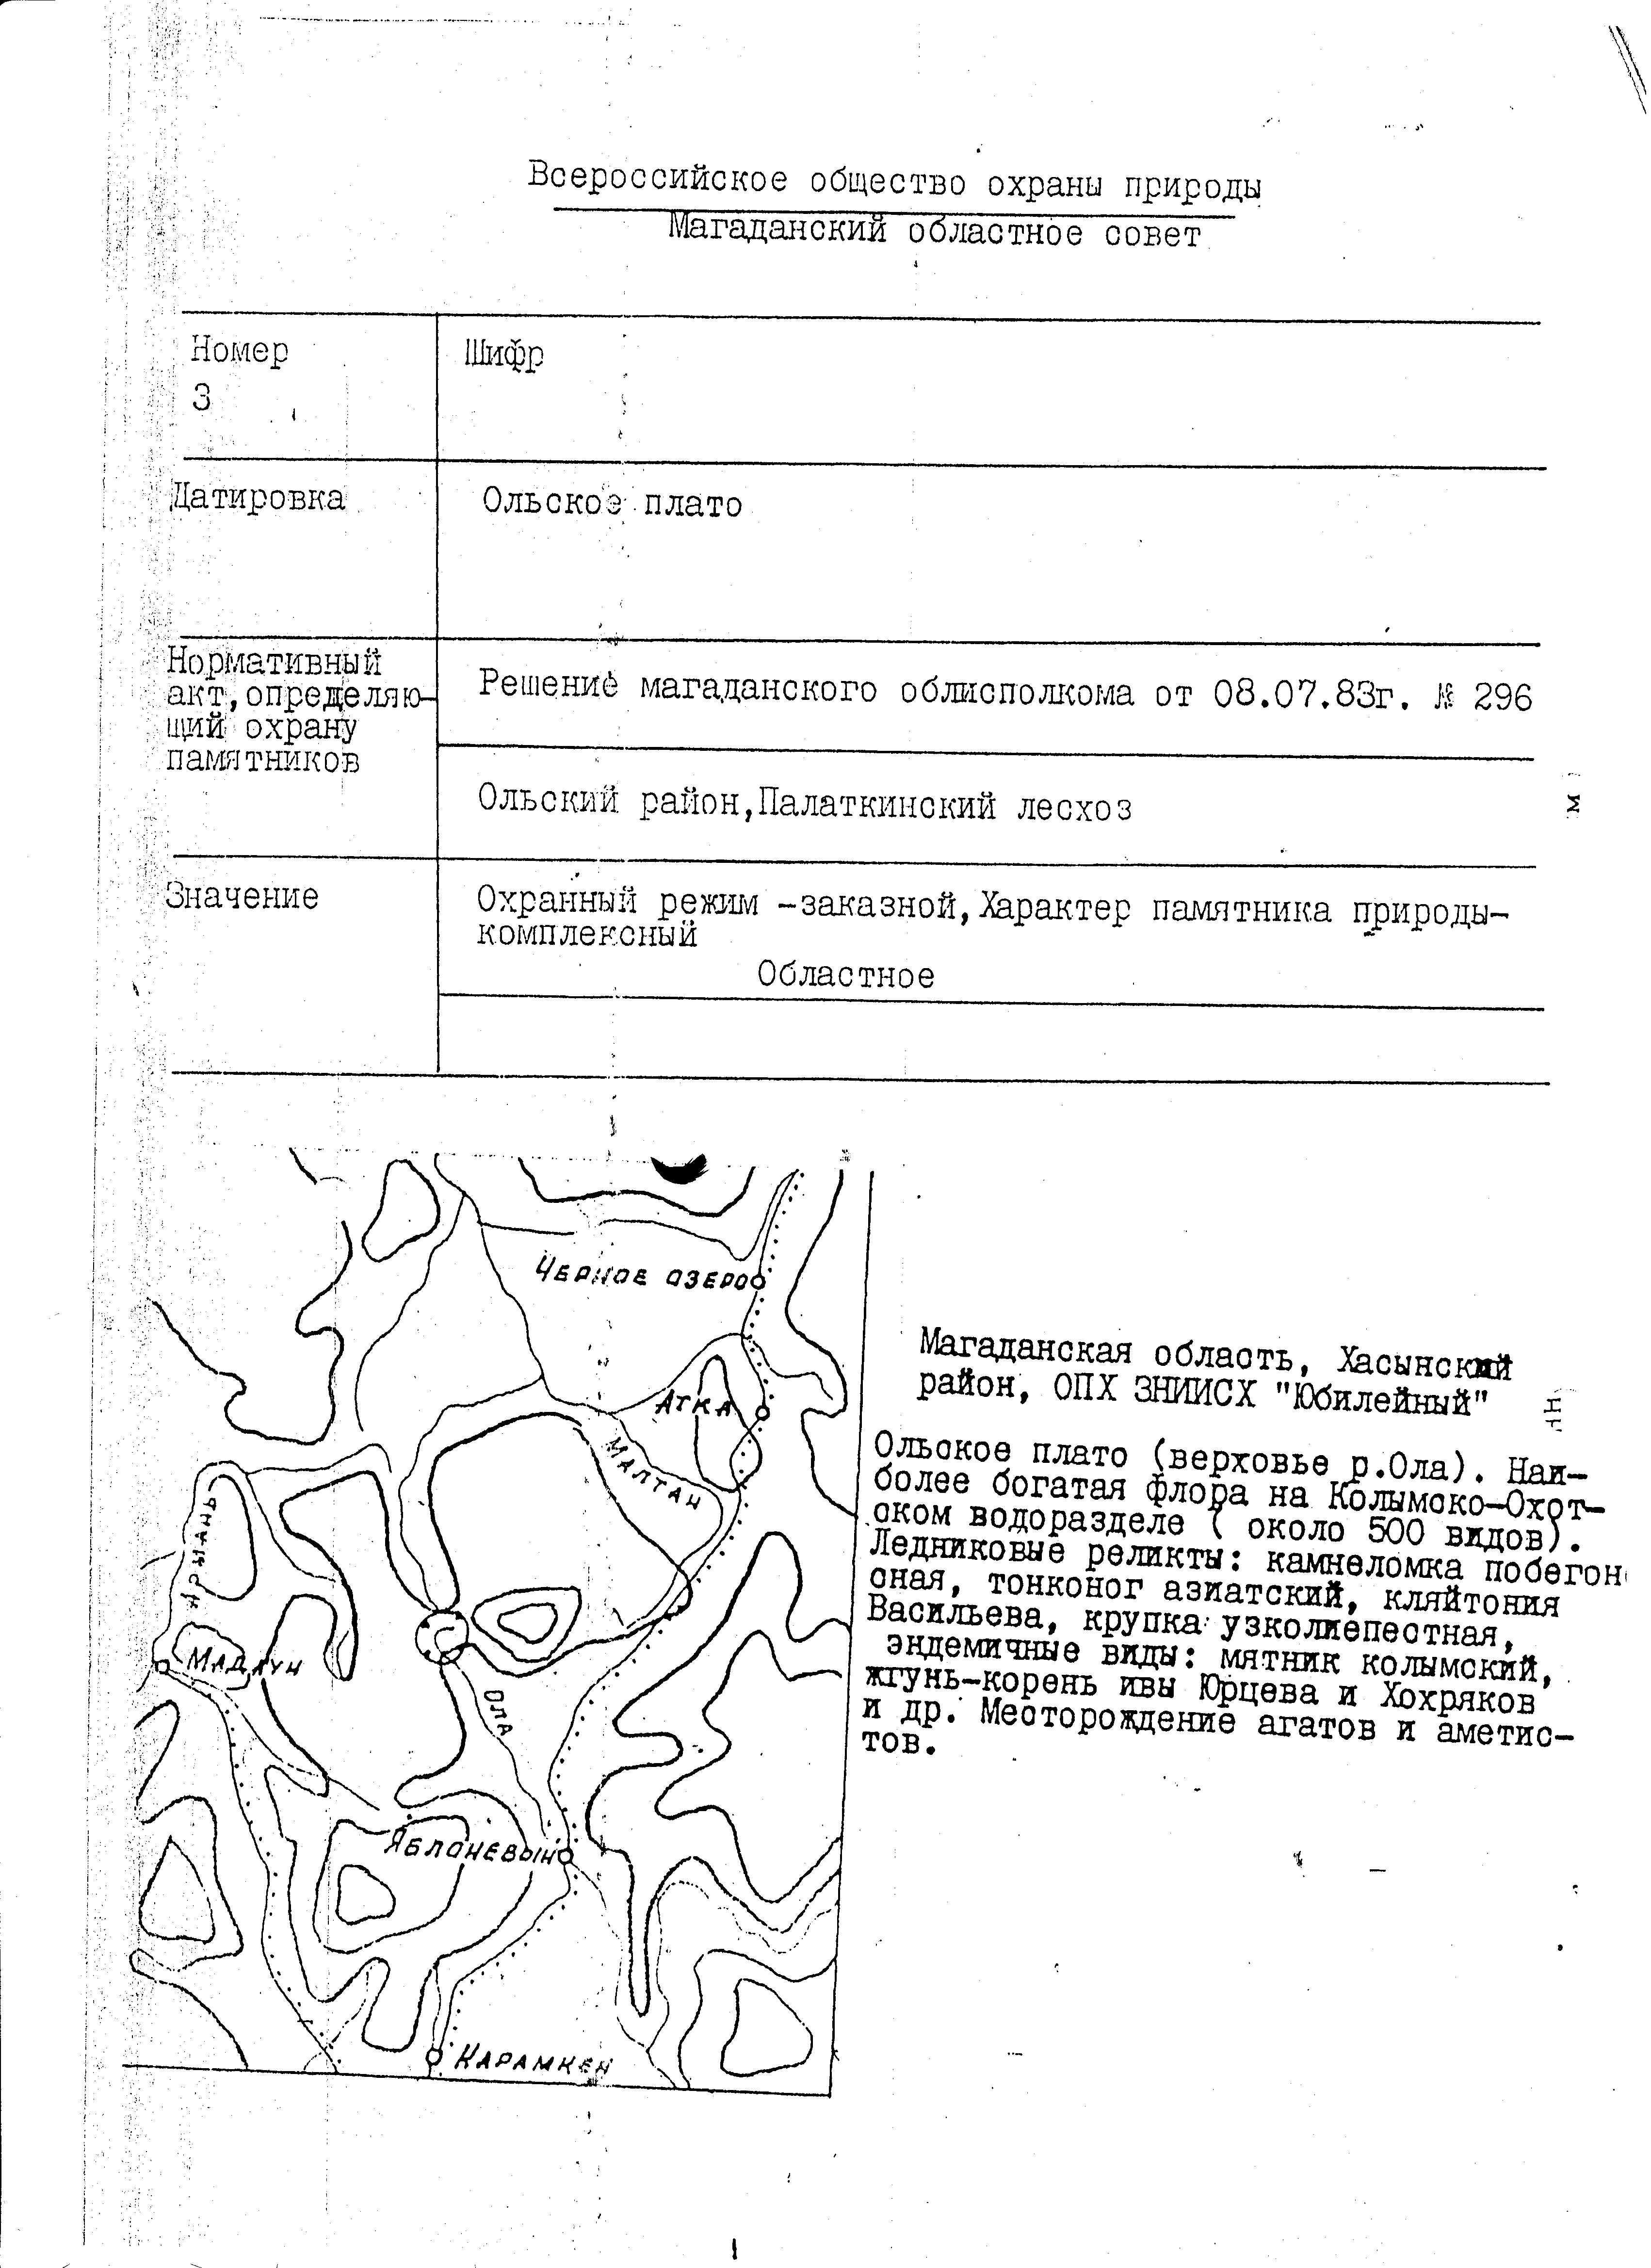 Всероссийское общество охраны природы
Магаданский областное совет
Номер
3
Шифр
Датировка
Ольское плато
Нормативный
акт, определяю-
щий охрану
памятников
Решение магаданского облисполкома от 08.07.83г. № 296
Ольский район,Палаткинский лесхоз
Значение
Охранный режим -заказной,Характер памятника природы-
комплексный
Областное
Черное озеро
Атка
Малтан
Мадаун
Ола
Яблоневый
Карамкен
Магаданская область, Хасынский
район, ОПХ ЗНИИСХ "Юбилейный"
Ольское плато (верховье р.Ола). Наи-
более богатая флора на Колымско-Охот-
ском водоразделе ( около 500 видов).
Ледниковые реликты: камнеломка побегон
сная, тонконог азиатский, кляйтония
Васильева, крупка узколиепестная,
эндемичные виды: мятник колымский,
жгунь-корень ивы Юрцева и Хохряков
и др. Месторождение агатов и аметис-
тов.